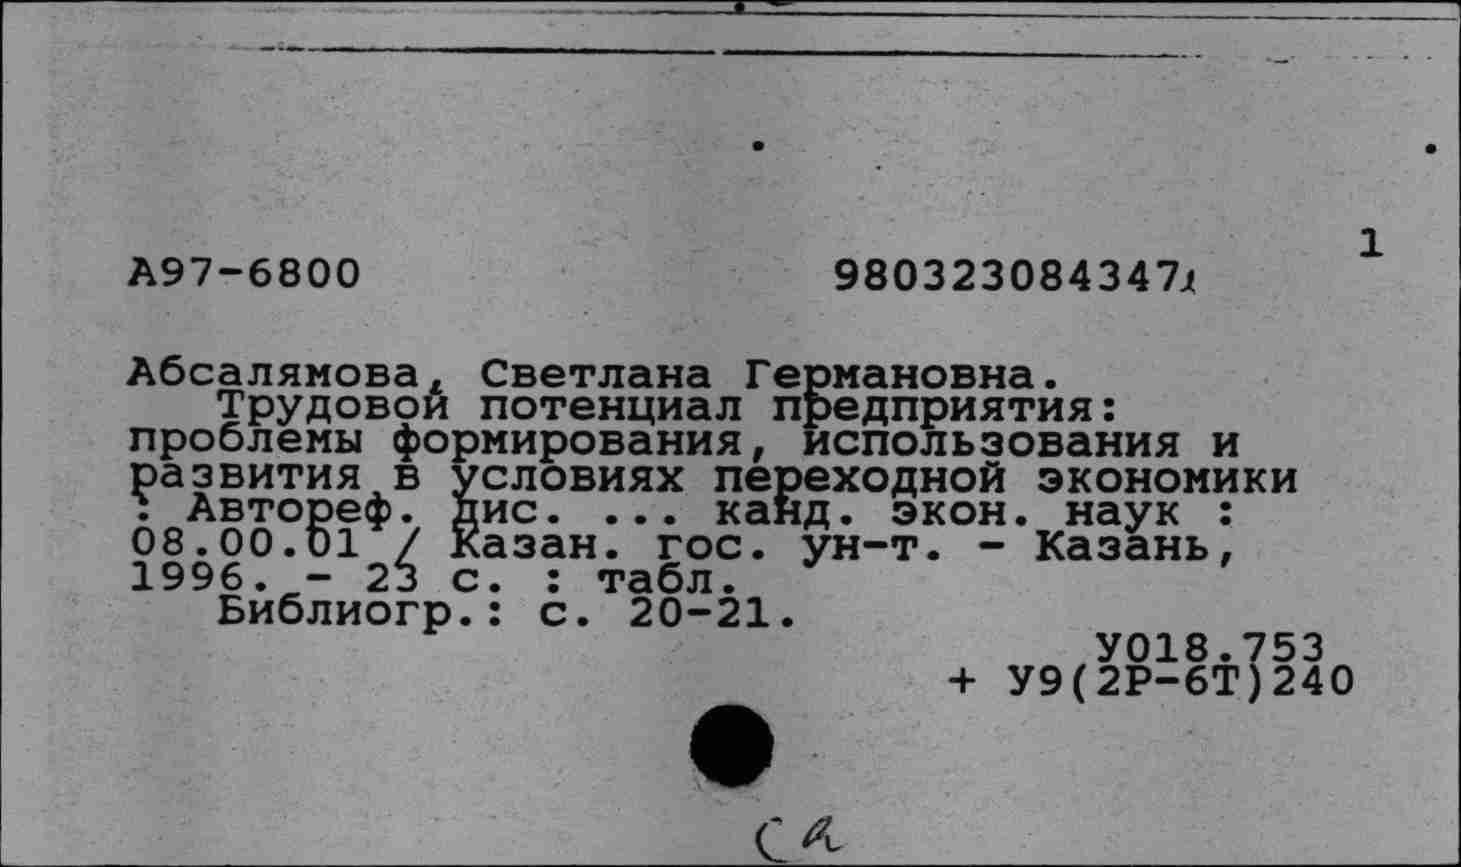 1
А97-6800 980323084347
Абсалямова, Светлана Германовна.
Трудовой потенциал предприятия:
проблемы формирования, использования и
развития в условиях переходной экономики
: Автореф. дис. ... канд. экон. наук :
08.00.01 / Казан. гос. ун-т. - Казань,
1996. - 23 с. : табл.
Библиогр.: с. 20-21.
У018.753
+ У9(2Р-6Т)240